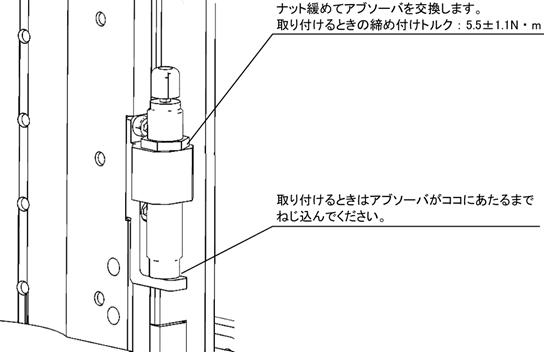 ナット緩めてアブソーバを交換します。
取り付けるときの締め付けトルク：5.5±1.1N・m
取り付けるときはアブソーバがココにあたるまで
ねじ込んでください。